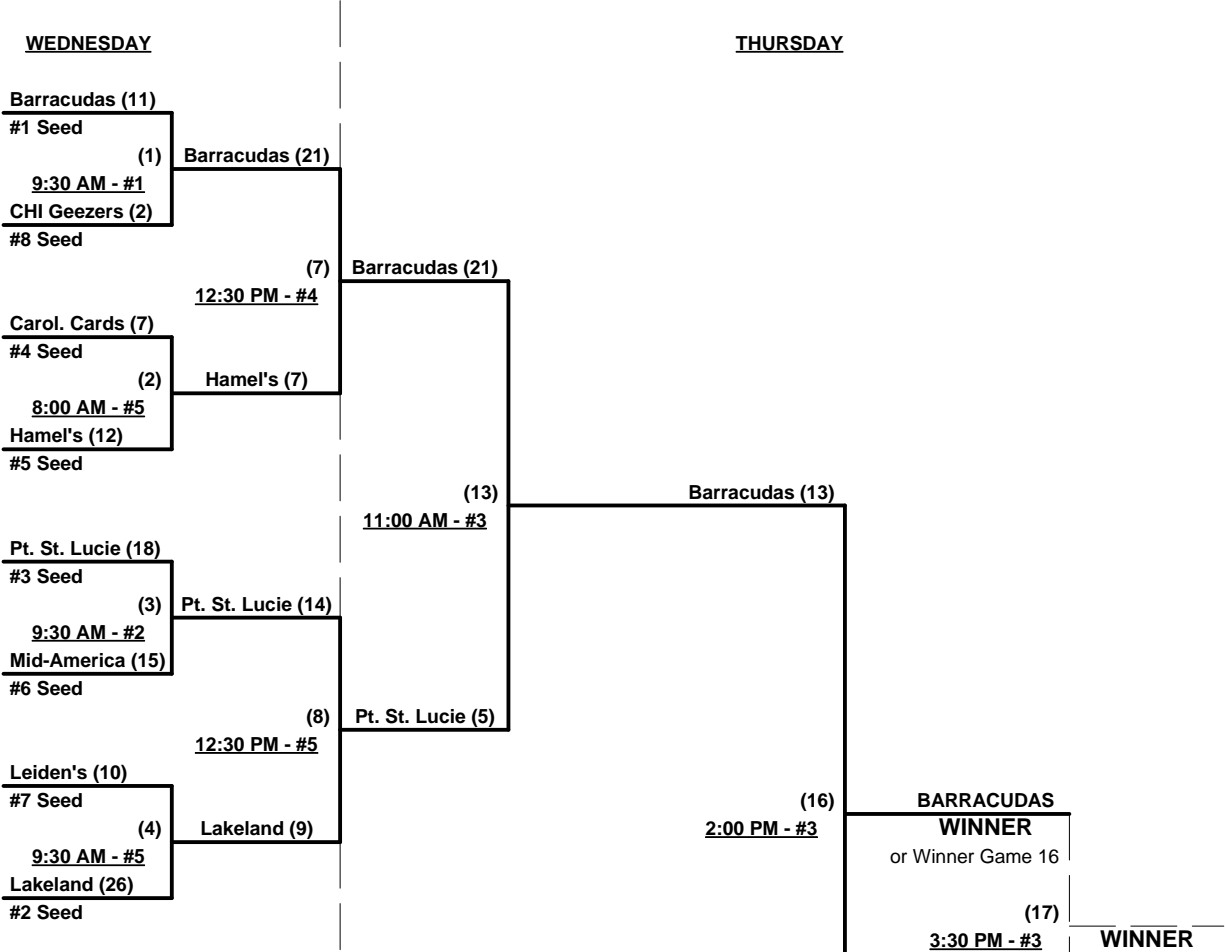 WEDNESDAY
THURSDAY
Barracudas (11)
#1 Seed
(1)
Barracudas (21)
9:30 AM - #1
CHI Geezers (2)
#8 Seed
(7)
Barracudas (21)
12:30 PM - #4
Carol. Cards (7)
#4 Seed
(2)
Hamel's (7)
8:00 AM - #5
Hamel's (12)
#5 Seed
(13)
Barracudas (13)
11:00 AM - #3
Pt. St. Lucie (18)
#3 Seed
(3)
Pt. St. Lucie (14)
9:30 AM - #2
Mid-America (15)
#6 Seed
(8)
Pt. St. Lucie (5)
12:30 PM - #5
Leiden's (10)
#7 Seed
(16)
BARRACUDAS
(4)
Lakeland (9)
2:00 PM - #3
WINNER
9:30 AM - #5
or Winner Game 16
Lakeland (26)
#2 Seed
(17)
3:30 PM - #3
WINNER